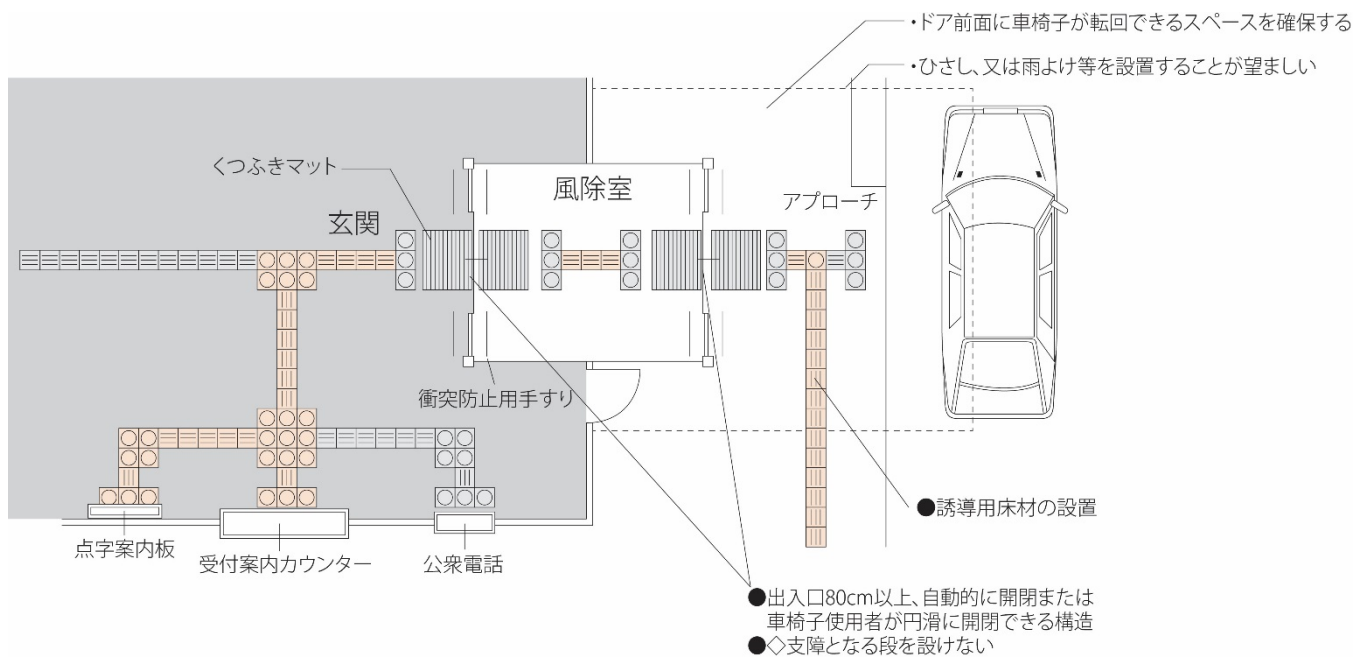 ・ドア前面に車椅子が転回できるスペースを確保する
・ひさし、又は雨よけ等を設置することが望ましい
くつふきマット
風除室
アプローチ
玄関
衝突防止用手すり
●誘導用床材の設置
点字案内板
受付案内カウンター
公衆電話
●出入口80cm以上、自動的に開閉または
車椅子使用者が円滑に開閉できる構造
●◇支障となる段を設けない